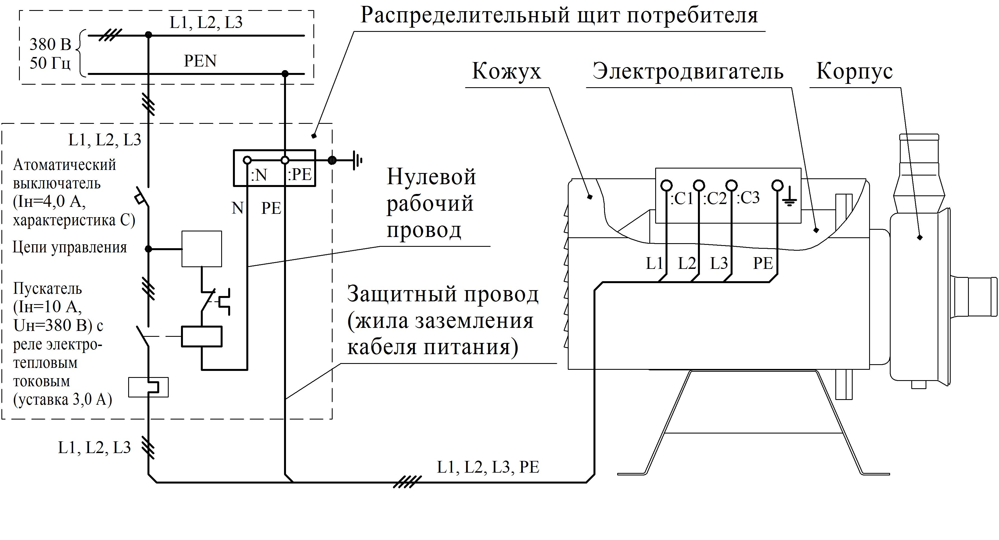 Распределительный щит потребителя
L1, L2, L3
380 В
50 Гц
PEN
Кожух
Электродвигатель
Корпус
L1, L2, L3
Атоматический
выключатель
(Iн=4,0 А,
характеристика С)
:N
:PE
N
PE
Нулевой
рабочий
провод
:C1
:C2
:C3
Цепи управления
L1
L2
L3
PE
Пускатель
(Iн=10 А,
Uн=380 В) с
реле электро-
тепловым
токовым
(уставка 3,0 А)
Защитный провод
(жила заземления
кабеля питания)
L1, L2, L3
L1, L2, L3, PE